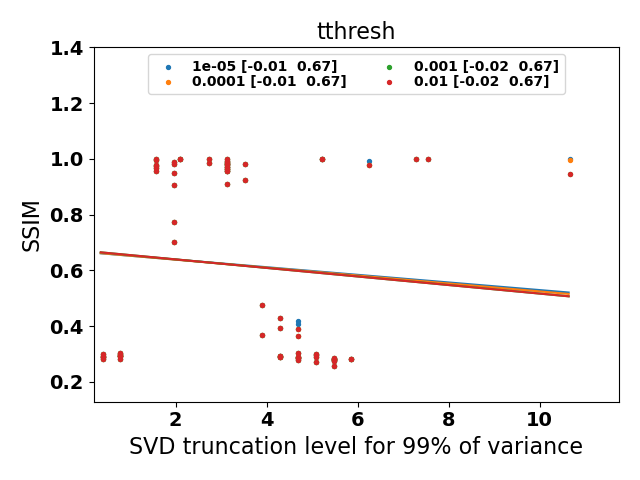 tthresh
1e-05 [-0.01  0.67]
0.0001 [-0.01  0.67]
0.001 [-0.02  0.67]
0.01 [-0.02  0.67]
1.4
1.2
1.0
0.8
0.6
0.4
0.2
SSIM
2 4 6 8 10
SVD truncation level for 99% of variance